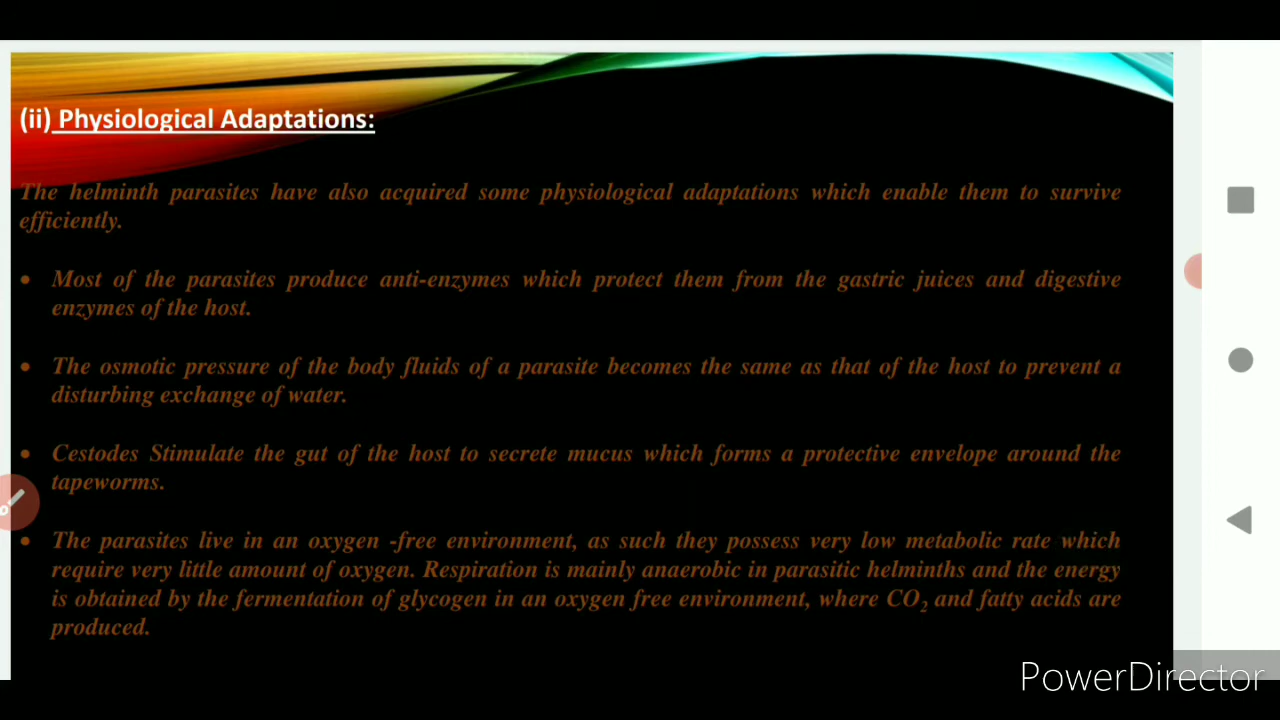 (ii) Physiological Adaptations:
The helminth parasites have also acquired some physiological adaptations which enable them to survive
efficiently.
• Most of the parasites produce anti-enzymes which protect them from the gastric juices and digestive
enzymes of the host.
• The osmotic pressure of the body fluids of a parasite becomes the same as that of the host to prevent a
disturbing exchange of water.
• Cestodes Stimulate the gut of the host to secrete mucus which forms a protective envelope around the
tapeworms.
• The parasites live in an oxygen -free environment, as such they possess very low metabolic rate which
require very little amount of oxygen. Respiration is mainly anaerobic in parasitic helminths and the energy
is obtained by the fermentation of glycogen in an oxygen free environment, where CO₂ and fatty acids are
produced.
PowerDirector